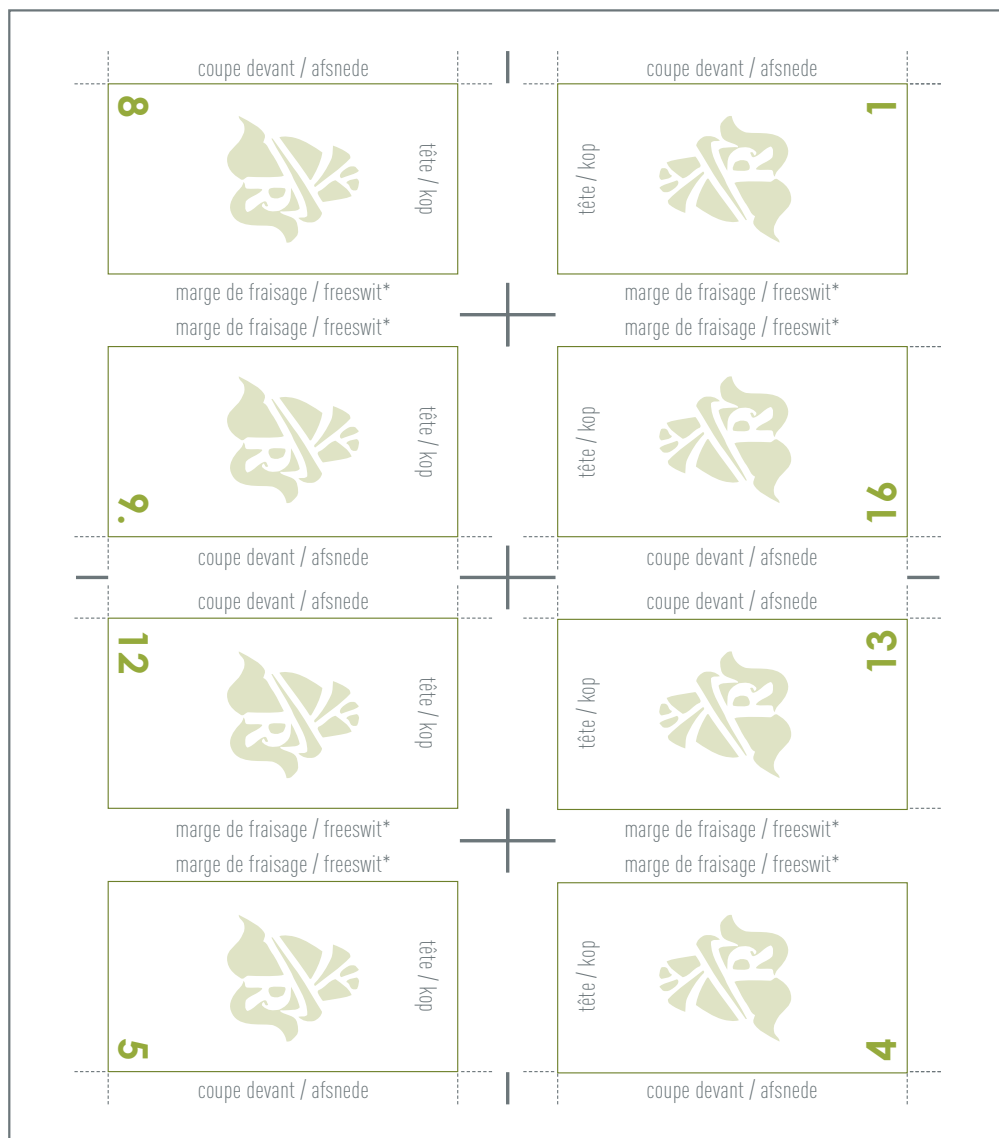 coupe devant / afsnede
coupe devant / afsnede
8
tête / kop
tête / kop
1
R
R
marge de fraisage / freeswit*
marge de fraisage / freeswit*
marge de fraisage / freeswit*
marge de fraisage / freeswit*
tête / kop
tête / kop
R
R
9.
16
coupe devant / afsnede
coupe devant / afsnede
coupe devant / afsnede
coupe devant / afsnede
12
13
tête / kop
tête / kop
R
R
marge de fraisage / freeswit*
marge de fraisage / freeswit*
marge de fraisage / freeswit*
marge de fraisage / freeswit*
tête / kop
tête / kop
R
R
5
4
coupe devant / afsnede
coupe devant / afsnede